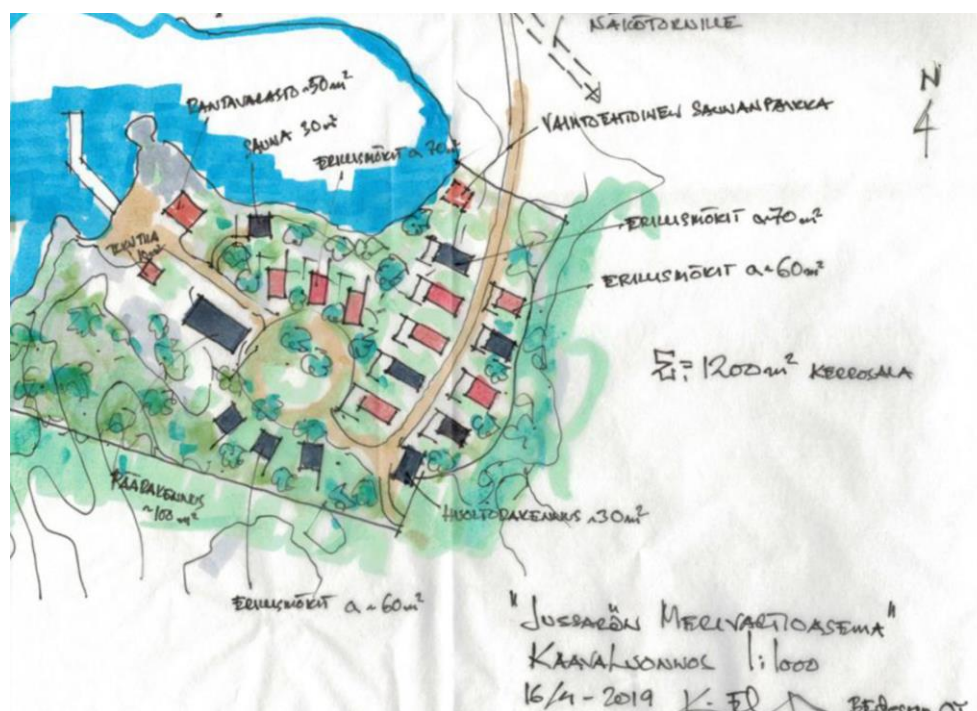 NÄKÖTORNILLE
N
RANTAVARASTO ~50m²
VAIHTOEHTOINEN SAUNANPAIKKA
SAUNA 30m²
ERILLISMÖKIT a 70m²
ERILLISMÖKIT a~70m²
ERILLISMÖKIT a~60m²
Σ: 1200m² KERROSALA
PÄÄRAKENNUS
~100m²
HUOLTORAKENNUS ~30m²
ERILLISMÖKIT a ~60m²
"JUSSARÖN MERIVARTIOASEMA"
KAAVALUONNOS 1:1000
16/4-2019